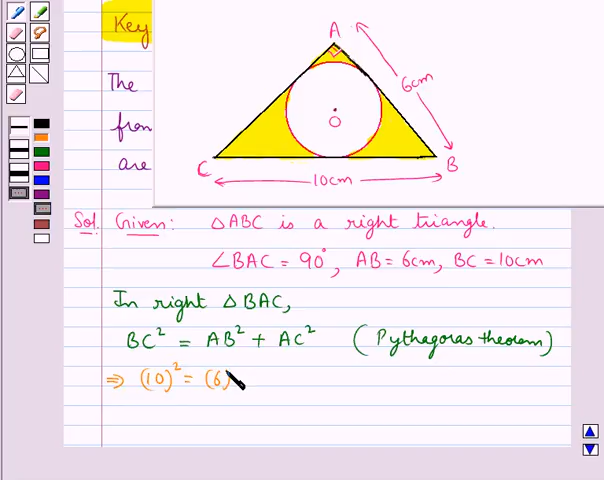 Key
A
6cm
The
from
O
are
C
B
10cm
Sol. Given: △ABC is a right triangle.
∠BAC = 90°, AB = 6cm, BC = 10cm
In right △BAC,
BC² = AB² + AC² (Pythagoras theorem)
⇒ (10)² = (6)